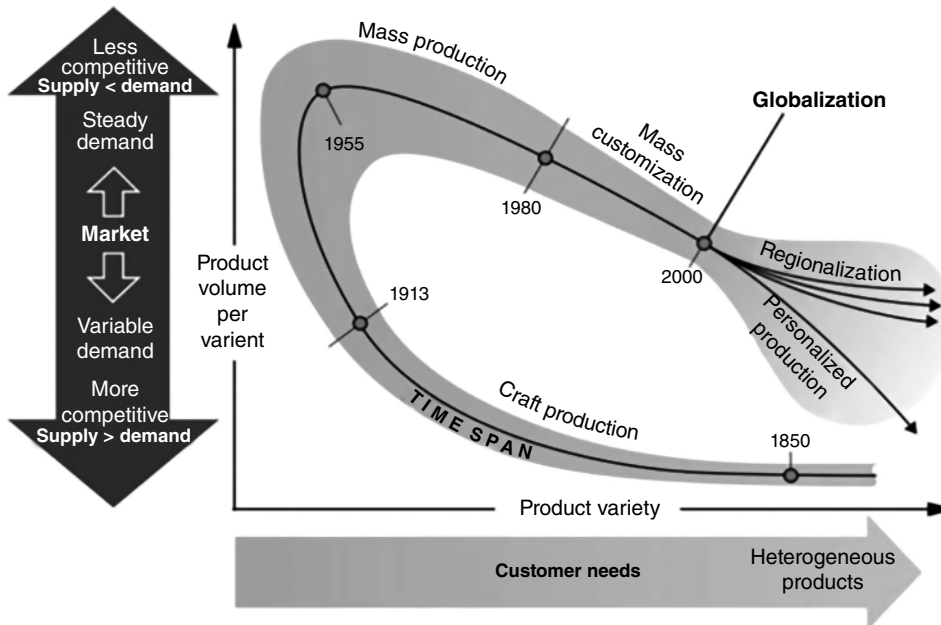 Less
competitive
Supply < demand
Steady
demand
Market
Variable
demand
More
competitive
Supply > demand
Product
volume
per
varient
Mass production
1955
1980
Mass
customization
Globalization
2000
Regionalization
Personalized
production
1913
Craft production
TIME SPAN
1850
Product variety
Customer needs
Heterogeneous
products